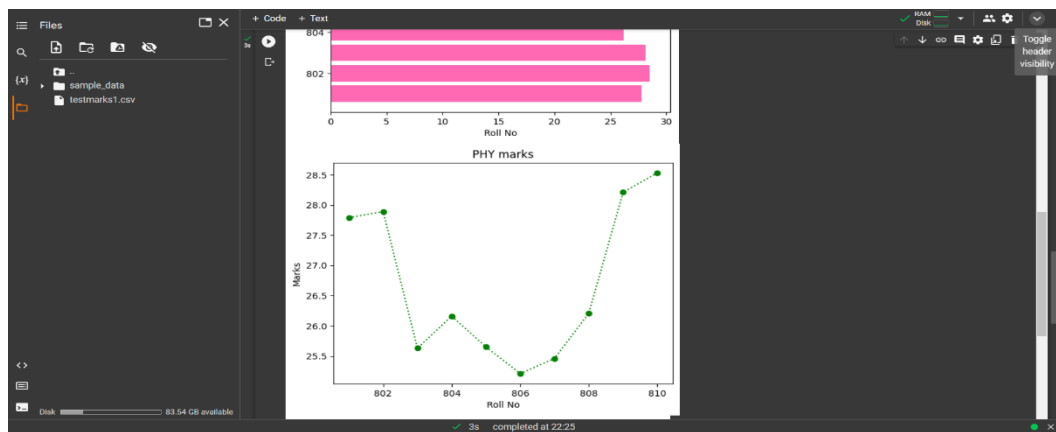 Files
+ Code + Text
RAM
Disk
Toggle
header
visibility
3s
{x}
..
sample_data
testmarks1.csv
804
802
0 5 10 15 20 25 30
Roll No
PHY marks
28.5
28.0
27.5
27.0
26.5
26.0
25.5
Marks
802 804 806 808 810
Roll No
Disk 83.54 GB available
3s completed at 22:25